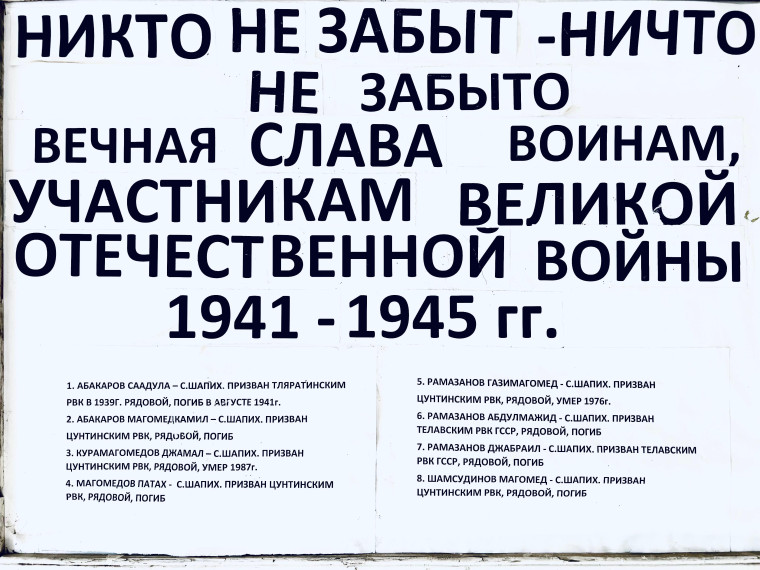 НИКТО НЕ ЗАБЫТ -НИЧТО
НЕ ЗАБЫТО
ВЕЧНАЯ СЛАВА ВОИНАМ,
УЧАСТНИКАМ ВЕЛИКОЙ
ОТЕЧЕСТВЕННОЙ ВОЙНЫ
1941 - 1945 гг.
1. АБАКАРОВ СААДУЛА – С.ШАПИХ. ПРИЗВАН ТЛЯРАТИНСКИМ
РВК В 1939Г. РЯДОВОЙ, ПОГИБ В АВГУСТЕ 1941г.
2. АБАКАРОВ МАГОМЕДКАМИЛ – С.ШАПИХ. ПРИЗВАН
ЦУНТИНСКИМ РВК, РЯДОВОЙ, ПОГИБ
3. КУРАМАГОМЕДОВ ДЖАМАЛ – С.ШАПИХ. ПРИЗВАН
ЦУНТИНСКИМ РВК, РЯДОВОЙ, УМЕР 1987г.
4. МАГОМЕДОВ ПАТАХ - С.ШАПИХ. ПРИЗВАН ЦУНТИНСКИМ
РВК, РЯДОВОЙ, ПОГИБ
5. РАМАЗАНОВ ГАЗИМАГОМЕД - С.ШАПИХ. ПРИЗВАН
ЦУНТИНСКИМ РВК, РЯДОВОЙ, УМЕР 1976г.
6. РАМАЗАНОВ АБДУЛМАЖИД - С.ШАПИХ. ПРИЗВАН
ТЕЛАВСКИМ РВК ГССР, РЯДОВОЙ, ПОГИБ
7. РАМАЗАНОВ ДЖАБРАИЛ - С.ШАПИХ. ПРИЗВАН ТЕЛАВСКИМ
РВК ГССР, РЯДОВОЙ, ПОГИБ
8. ШАМСУДИНОВ МАГОМЕД - С.ШАПИХ. ПРИЗВАН
ЦУНТИНСКИМ РВК, РЯДОВОЙ, ПОГИБ